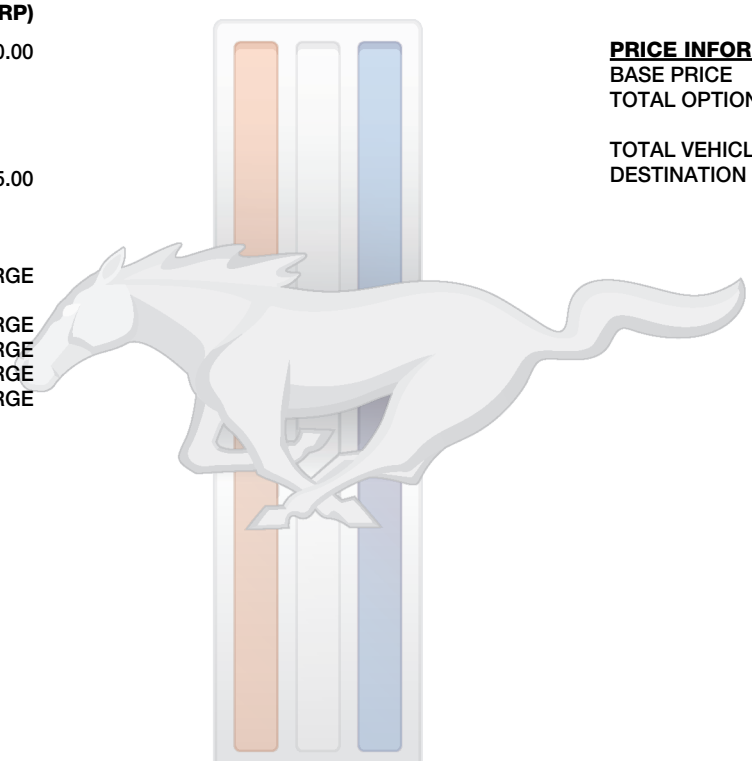 RP)
0.00
5.00
RGE
RGE
RGE
RGE
RGE
PRICE INFOR
BASE PRICE
TOTAL OPTION
TOTAL VEHICL
DESTINATION